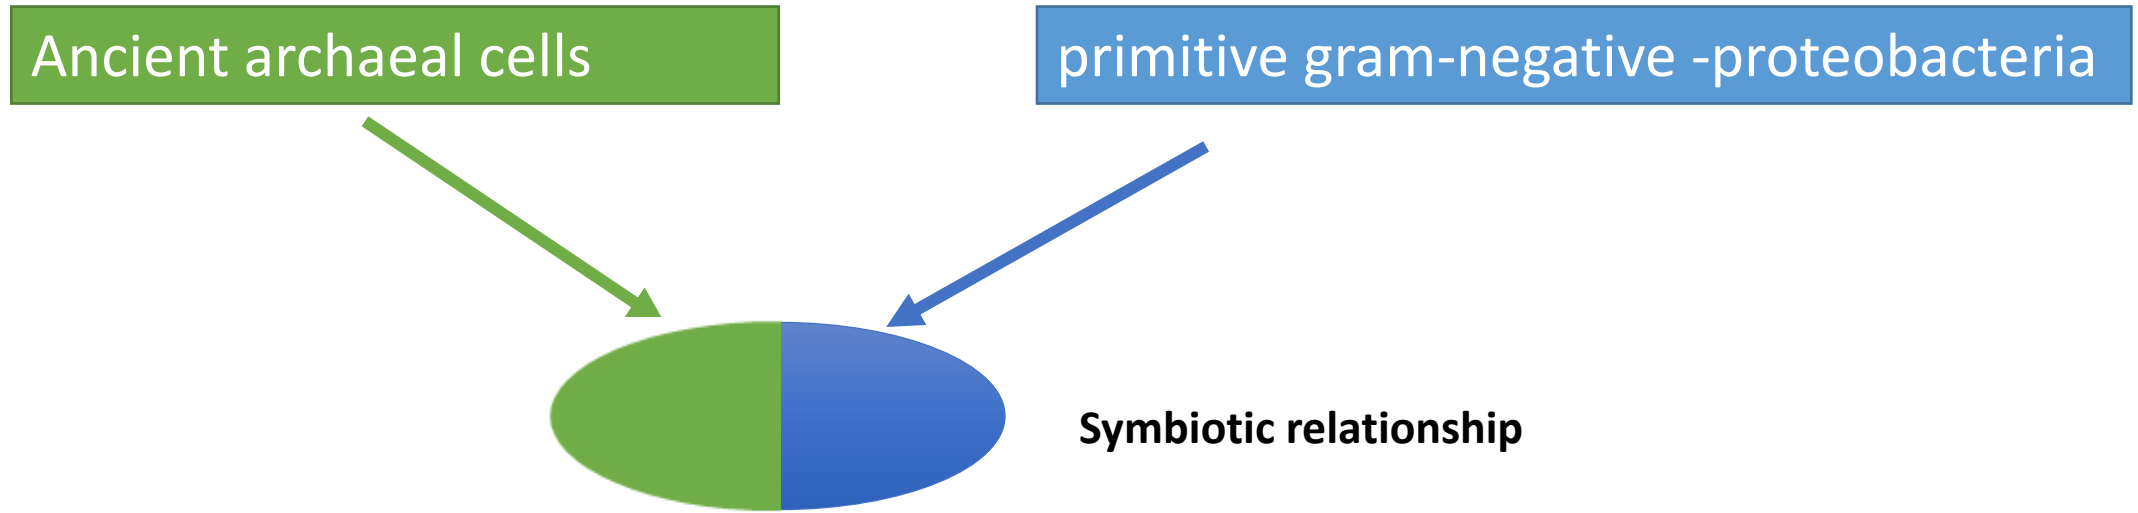 Ancient archaeal cells
primitive gram-negative -proteobacteria
Symbiotic relationship